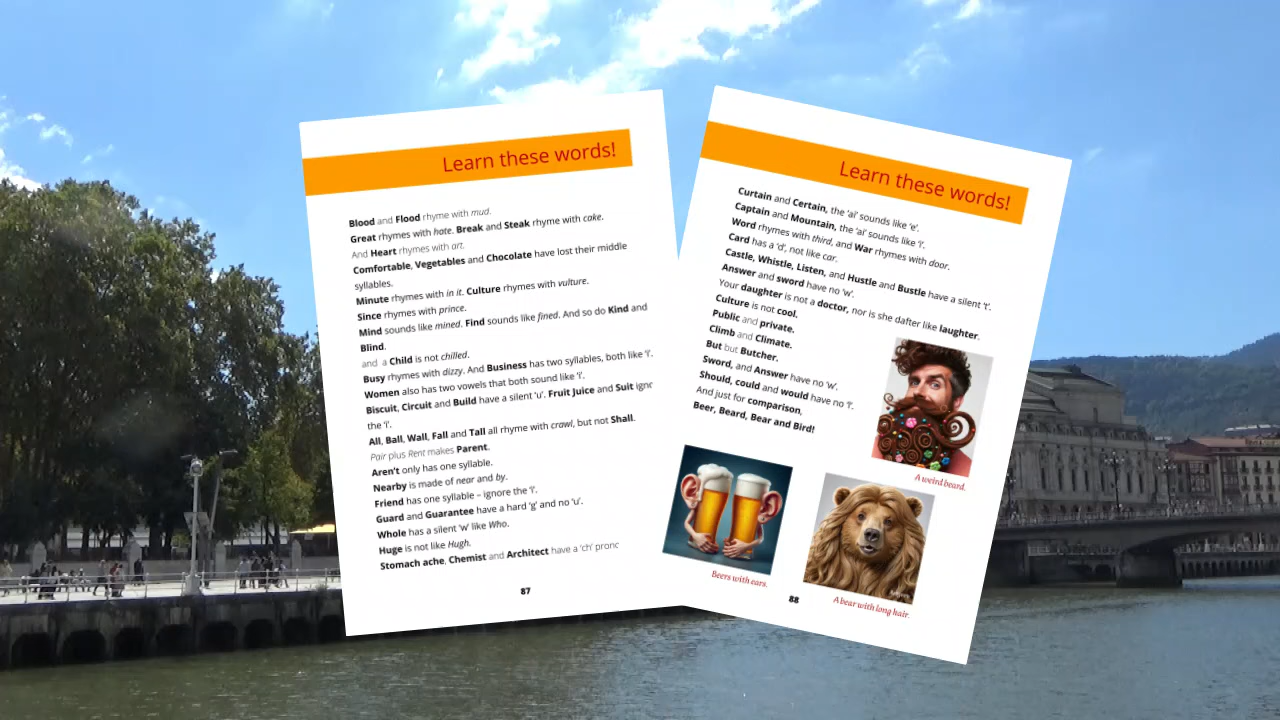 Learn these words!
Blood and Flood rhyme with mud.
Great rhymes with hate. Break and Steak rhyme with cake.
And Heart rhymes with art.
Comfortable, Vegetables and Chocolate have lost their middle
syllables.
Minute rhymes with in it. Culture rhymes with vulture.
Since rhymes with prince.
Mind sounds like mined. Find sounds like fined. And so do Kind and
Blind.
and a Child is not chilled.
Busy rhymes with dizzy. And Business has two syllables, both like 'i'.
Women also has two vowels that both sound like 'i'.
Biscuit, Circuit and Build have a silent 'u'. Fruit Juice and Suit ignr
the 'i'.
All, Ball, Wall, Fall and Tall all rhyme with crawl, but not Shall.
Pair plus Rent makes Parent.
Aren't only has one syllable.
Nearby is made of near and by.
Friend has one syllable – ignore the 'i'.
Guard and Guarantee have a hard 'g' and no 'u'.
Whole has a silent 'w' like Who.
Huge is not like Hugh.
Stomach ache, Chemist and Architect have a 'ch' pronc
87
Learn these words!
Curtain and Certain, the 'ai' sounds like 'e'.
Captain and Mountain, the 'ai' sounds like 'i'.
Word rhymes with third, and War rhymes with door.
Card has a 'd', not like car.
Castle, Whistle, Listen, and Hustle and Bustle have a silent 't'.
Answer and sword have no 'w'.
Your daughter is not a doctor, nor is she dafter like laughter.
Culture is not cool.
Public and private.
Climb and Climate.
But but Butcher.
Sword, and Answer have no 'w'.
Should, could and would have no 'l'.
And just for comparison,
Beer, Beard, Bear and Bird!
A weird beard.
Beers with ears.
A bear with long hair.
88